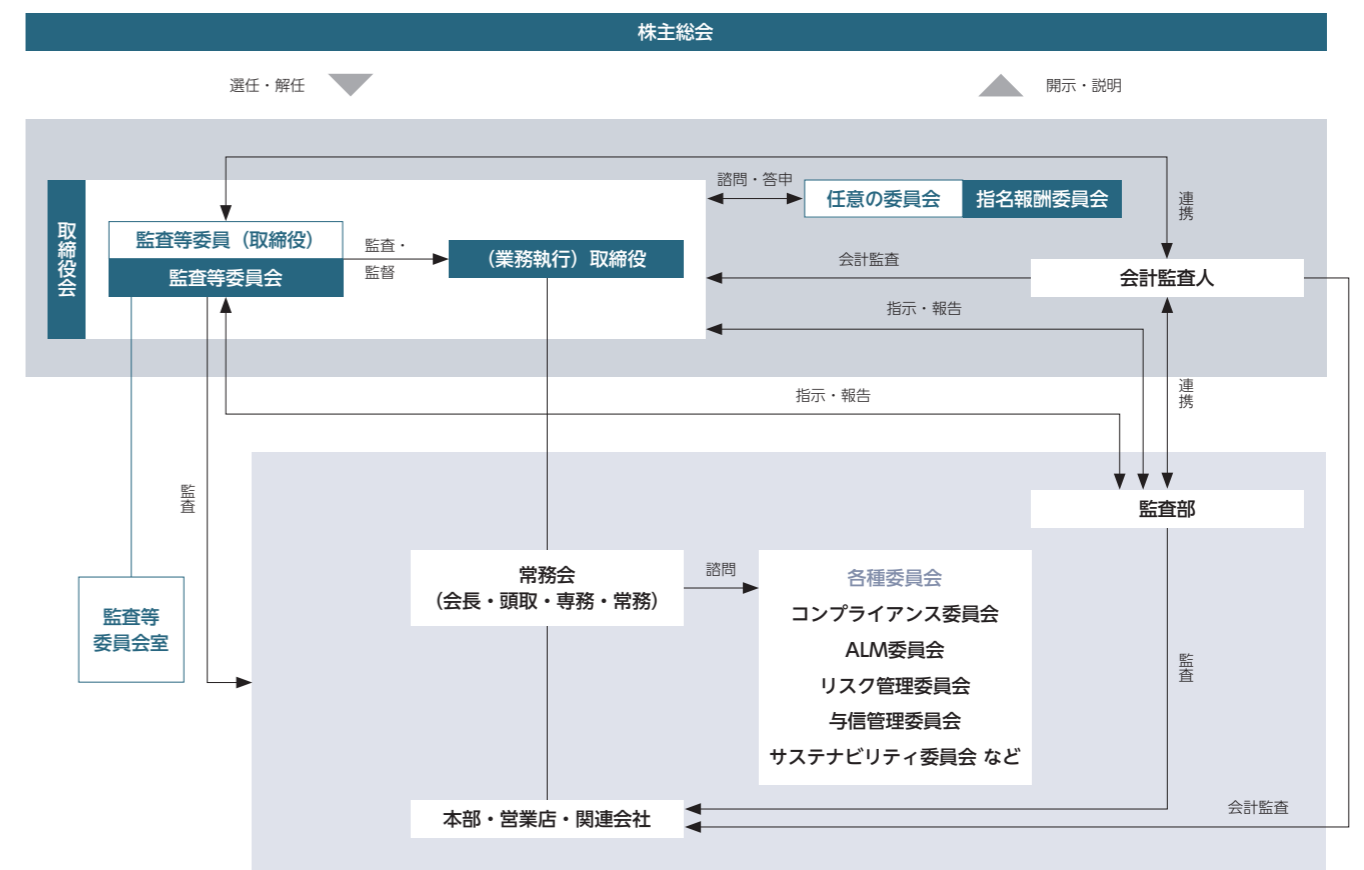 株主総会
選任・解任
開示・説明
取締役会
監査等委員（取締役）
監査等委員会
監査・
監督
（業務執行）取締役
諮問・答申
任意の委員会
指名報酬委員会
連携
会計監査
会計監査人
指示・報告
指示・報告
連携
監査
監査部
監査等
委員会室
常務会
（会長・頭取・専務・常務）
諮問
各種委員会
コンプライアンス委員会
ALM委員会
リスク管理委員会
与信管理委員会
サステナビリティ委員会 など
監査
本部・営業店・関連会社
会計監査